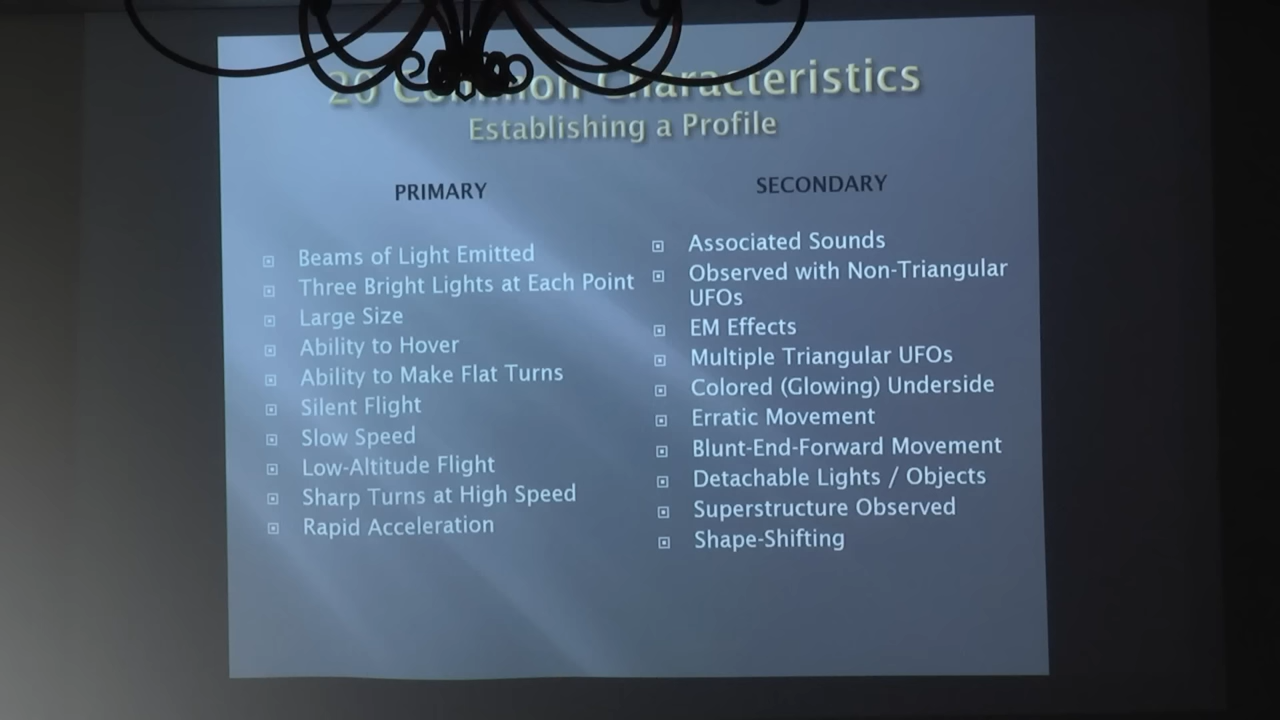 20 Common Characteristics
Establishing a Profile
PRIMARY
Beams of Light Emitted
Three Bright Lights at Each Point
Large Size
Ability to Hover
Ability to Make Flat Turns
Silent Flight
Slow Speed
Low-Altitude Flight
Sharp Turns at High Speed
Rapid Acceleration
SECONDARY
Associated Sounds
Observed with Non-Triangular
UFOs
EM Effects
Multiple Triangular UFOs
Colored (Glowing) Underside
Erratic Movement
Blunt-End-Forward Movement
Detachable Lights / Objects
Superstructure Observed
Shape-Shifting